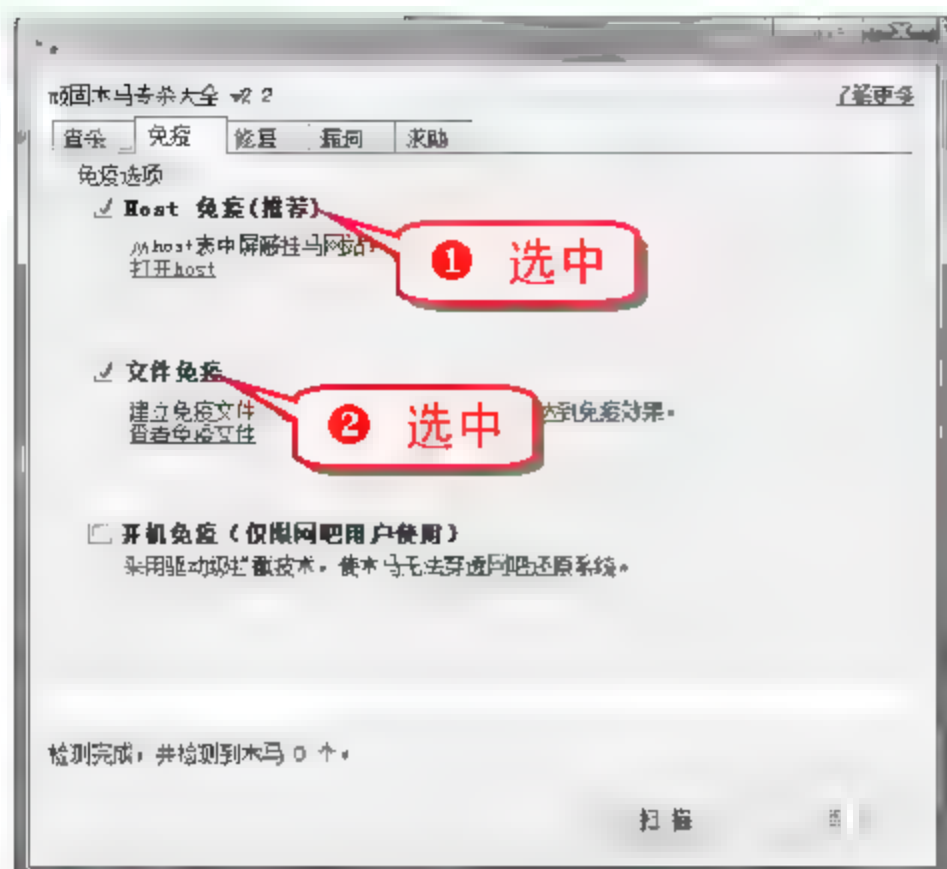 顽固木马专杀大全 v2.2 了解更多
查杀 免疫 修复 漏洞 求助
免疫选项
Host 免疫(推荐)
从host表中屏蔽挂马网站
❶ 选中
打开host
文件免疫
建立免疫文件 达到免疫效果。
❷ 选中
查看免疫文件
开机免疫(仅限网吧用户使用)
采用驱动级拦截技术，使木马无法穿透网吧还原系统。
检测完成，共检测到木马 0 个。
扫描